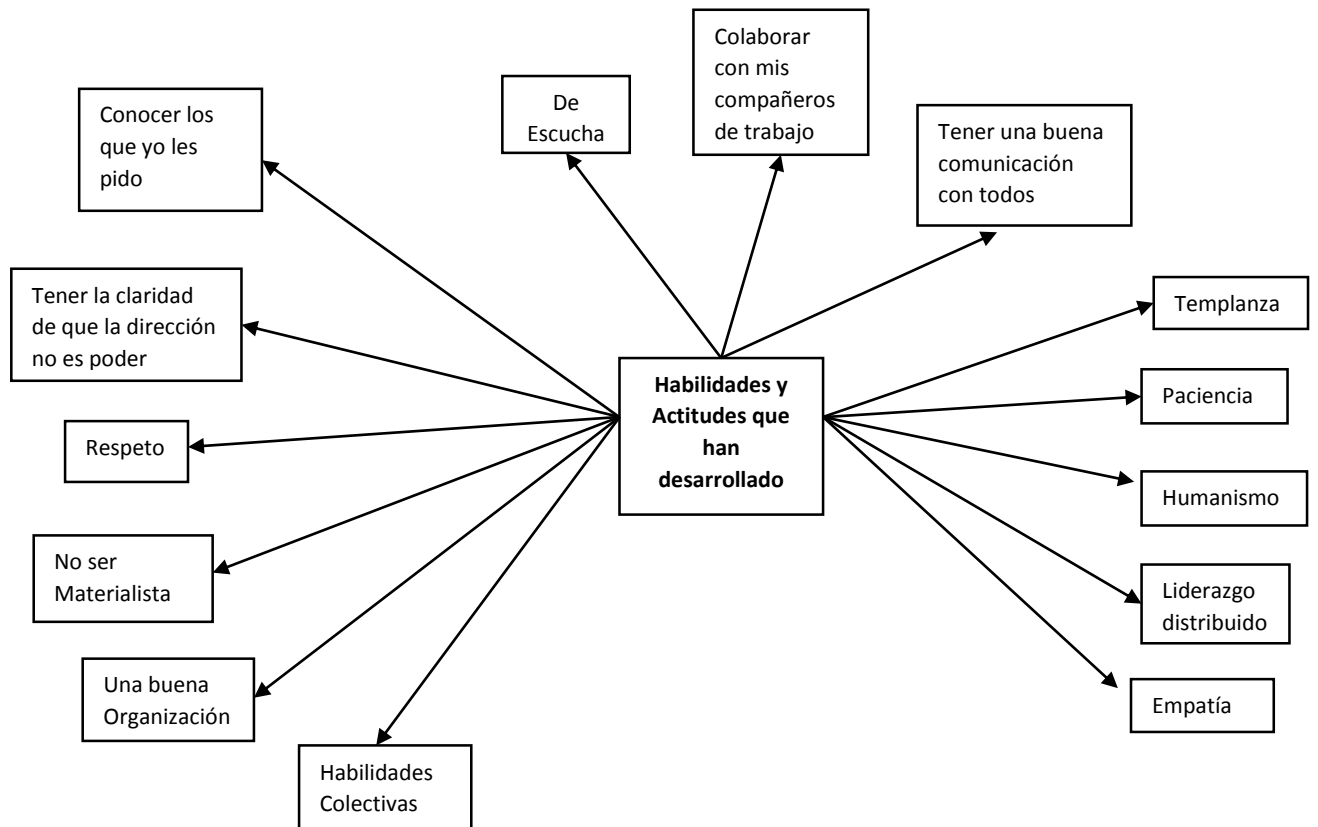 Colaborar
con mis
compañeros
de trabajo
De
Escucha
Conocer los
que yo les
pido
Tener una buena
comunicación
con todos
Tener la claridad
de que la dirección
no es poder
Templanza
Habilidades y
Actitudes que
han
desarrollado
Paciencia
Respeto
Humanismo
No ser
Materialista
Liderazgo
distribuido
Una buena
Organización
Empatía
Habilidades
Colectivas